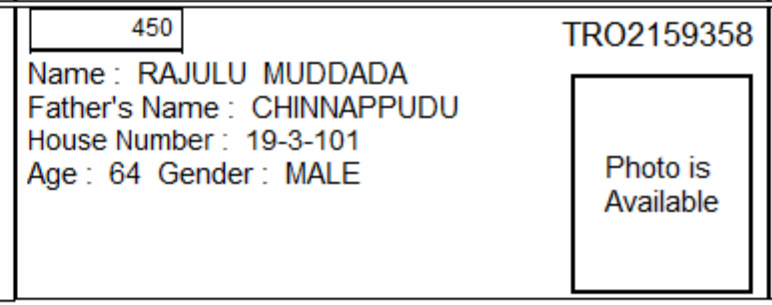 450
TRO2159358
Name : RAJULU MUDDADA
Father's Name : CHINNAPPUDU
House Number : 19-3-101
Age : 64 Gender : MALE
Photo is
Available